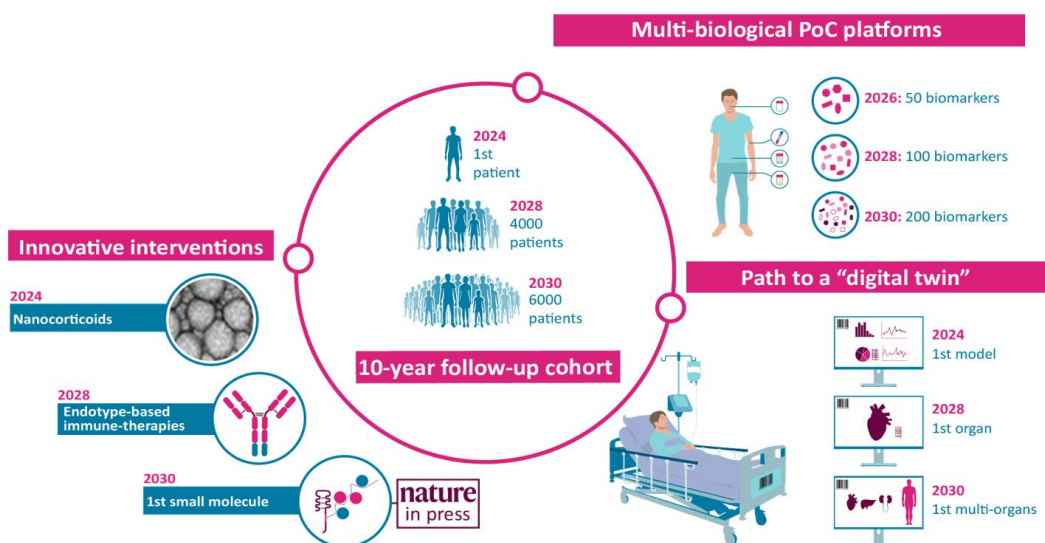 Multi-biological PoC platforms
2026: 50 biomarkers
2028: 100 biomarkers
2030: 200 biomarkers
2024
1st
patient
2028
4000
patients
2030
6000
patients
10-year follow-up cohort
Innovative interventions
2024
Nanocorticoids
2028
Endotype-based
immune-therapies
2030
1st small molecule
nature
in press
Path to a “digital twin”
2024
1st model
2028
1st organ
2030
1st multi-organs